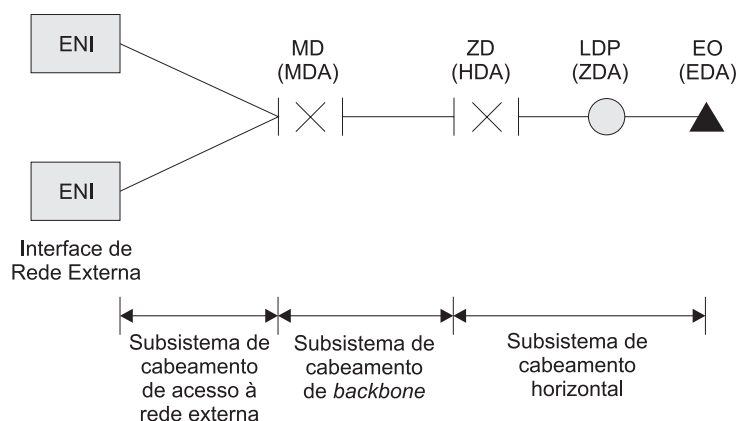 ENI
MD
(MDA)
ZD
(HDA)
LDP
(ZDA)
EO
(EDA)
ENI
Interface de
Rede Externa
Subsistema de
cabeamento
de acesso à
rede externa
Subsistema de
cabeamento
de backbone
Subsistema de
cabeamento
horizontal